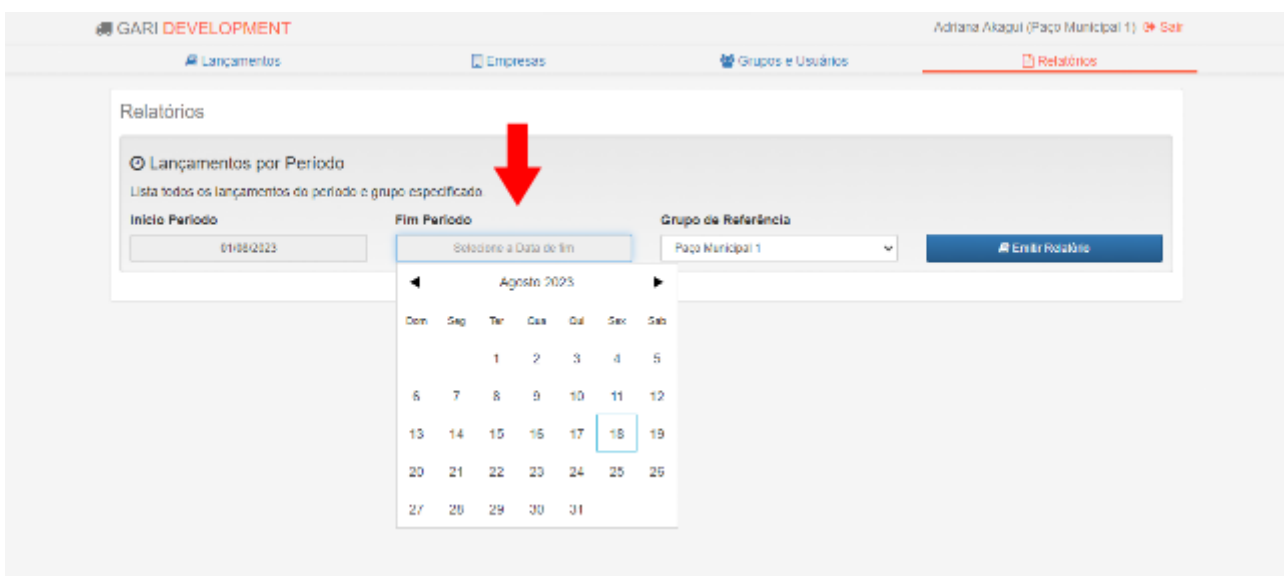 GARI DEVELOPMENT
Adriana Akagui (Paço Municipal 1) Sair
Lançamentos Empresas Grupos e Usuários Relatórios
Relatórios
Lançamentos por Período
Lista todos os lançamentos do período e grupo especificado
Início Período Fim Período Grupo de Referência
01/08/2023 Selecione a Data de fim Paço Municipal 1 Emitir Relatório
Agosto 2023
Dom Seg Ter Qua Qui Sex Sab
1 2 3 4 5
6 7 8 9 10 11 12
13 14 15 16 17 18 19
20 21 22 23 24 25 26
27 28 29 30 31